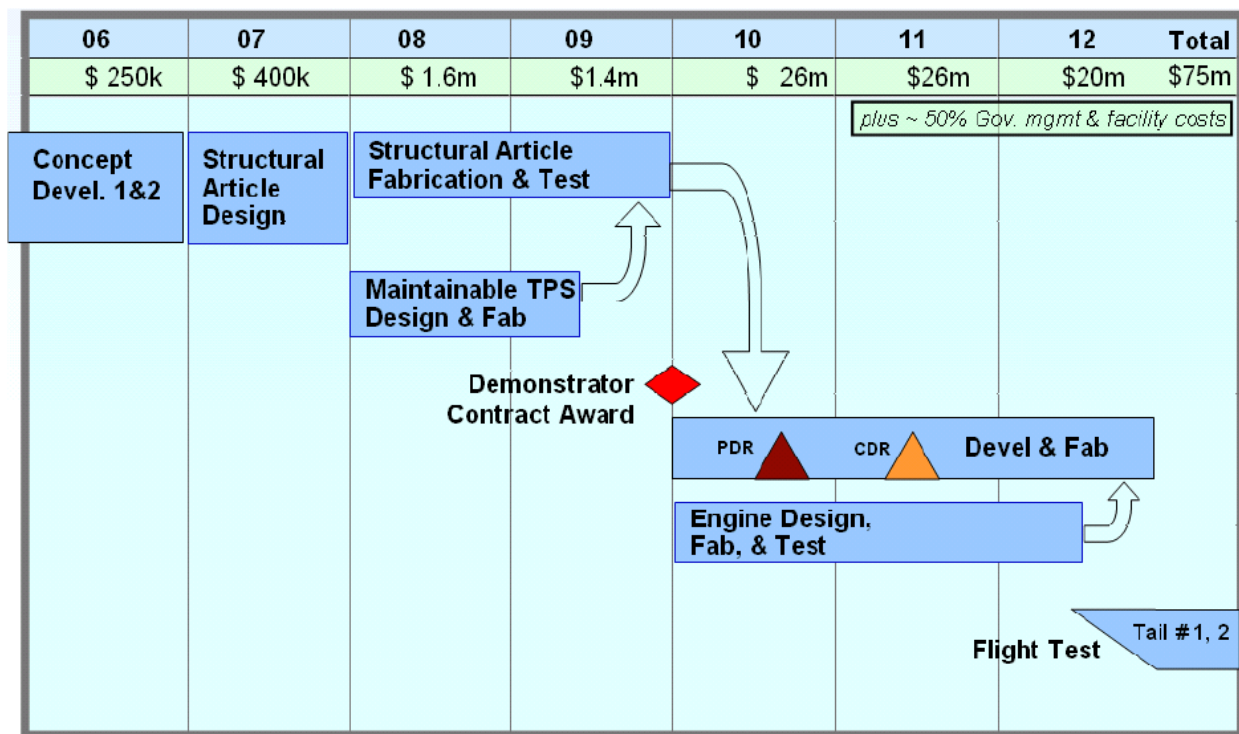 06 07 08 09 10 11 12 Total
$ 250k $ 400k $ 1.6m $1.4m $ 26m $26m $20m $75m
plus ~ 50% Gov. mgmt & facility costs
Concept
Devel. 1&2
Structural
Article
Design
Structural Article
Fabrication & Test
Maintainable TPS
Design & Fab
Demonstrator
Contract Award
PDR
CDR
Devel & Fab
Engine Design,
Fab, & Test
Flight Test
Tail #1, 2